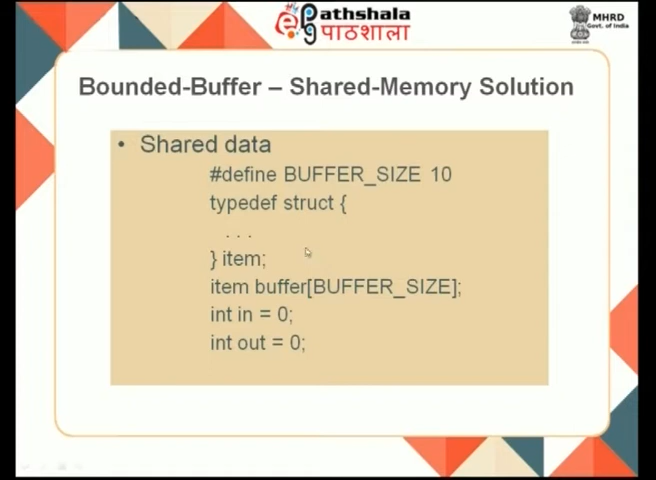 Pathshala
पाठशाला
MHRD
Govt. of India
Bounded-Buffer – Shared-Memory Solution
• Shared data
#define BUFFER_SIZE 10
typedef struct {
. . .
} item;
item buffer[BUFFER_SIZE];
int in = 0;
int out = 0;